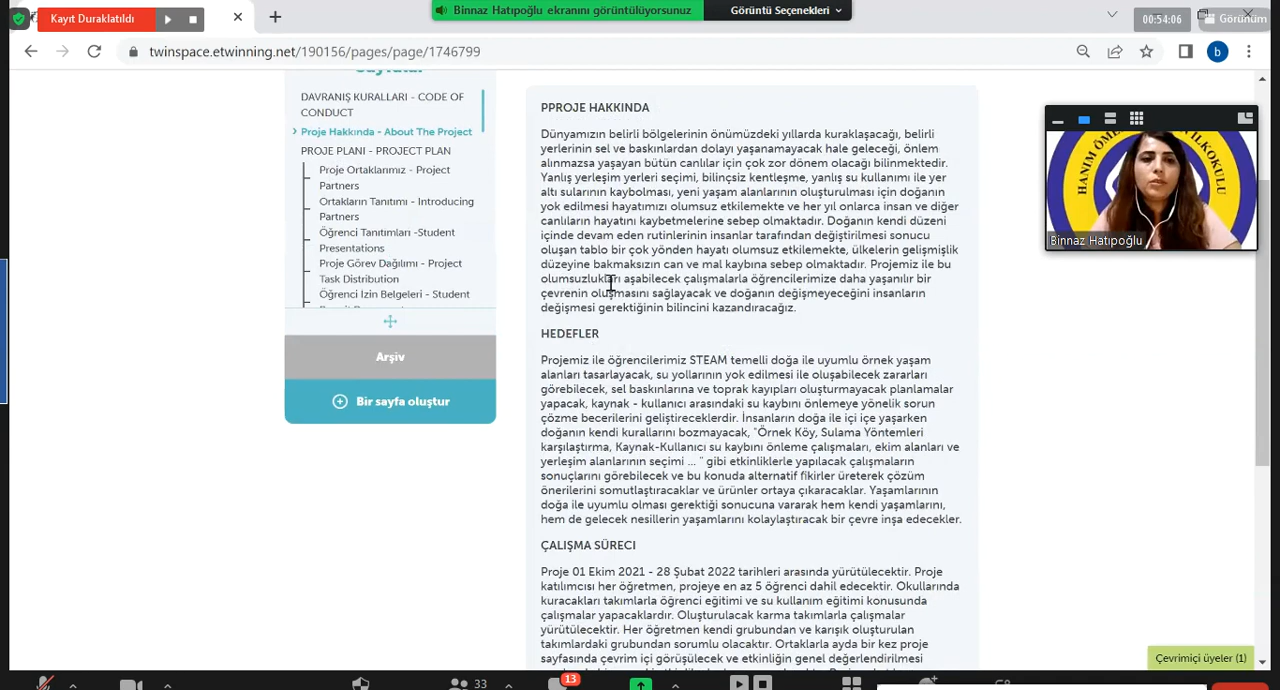 Kayıt Duraklatıldı
Binnaz Hatıpoğlu ekranını görüntülüyorsunuz
Görüntü Seçenekleri
00:54:06
Görünüm
twinspace.etwinning.net/190156/pages/page/1746799
b
DAVRANIŞ KURALLARI - CODE OF
CONDUCT
Proje Hakkında - About The Project
PROJE PLANI - PROJECT PLAN
Proje Ortaklarımız - Project
Partners
Ortakların Tanıtımı - Introducing
Partners
Öğrenci Tanıtımları -Student
Presentations
Proje Görev Dağılımı - Project
Task Distribution
Öğrenci Izin Belgeleri - Student
Arşiv
Bir sayfa oluştur
PPROJE HAKKINDA
Dünyamızın belirli bölgelerinin önümüzdeki yıllarda kuraklaşacağı, belirli
yerlerinin sel ve baskınlardan dolayı yaşanamayacak hale geleceği, önlem
alınmazsa yaşayan bütün canlılar için çok zor dönem olacağı bilinmektedir.
Yanlış yerleşim yerleri seçimi, bilinçsiz kentleşme, yanlış su kullanımı ile yer
altı sularının kaybolması, yeni yaşam alanlarının oluşturulması için doğanın
yok edilmesi hayatımızı olumsuz etkilemekte ve her yıl onlarca insan ve diğer
canlıların hayatını kaybetmelerine sebep olmaktadır. Doğanın kendi düzeni
içinde devam eden rutinlerinin insanlar tarafından değiştirilmesi sonucu
oluşan tablo bir çok yönden hayatı olumsuz etkilemekte, ülkelerin gelişmişlik
düzeyine bakmaksızın can ve mal kaybına sebep olmaktadır. Projemiz ile bu
olumsuzlukları aşabilecek çalışmalarla öğrencilerimize daha yaşanılır bir
çevrenin oluşmasını sağlayacak ve doğanın değişmeyeceğini insanların
değişmesi gerektiğinin bilincini kazandıracağız.
HEDEFLER
Projemiz ile öğrencilerimiz STEAM temelli doğa ile uyumlu örnek yaşam
alanları tasarlayacak, su yollarının yok edilmesi ile oluşabilecek zararları
görebilecek, sel baskınlarına ve toprak kayıpları oluşturmayacak planlamalar
yapacak, kaynak - kullanıcı arasındaki su kaybını önlemeye yönelik sorun
çözme becerilerini geliştireceklerdir. İnsanların doğa ile içi içe yaşarken
doğanın kendi kurallarını bozmayacak, "Örnek Köy, Sulama Yöntemleri
karşılaştırma, Kaynak-Kullanıcı su kaybını önleme çalışmaları, ekim alanları ve
yerleşim alanlarının seçimi ... " gibi etkinliklerle yapılacak çalışmaların
sonuçlarını görebilecek ve bu konuda alternatif fikirler üreterek çözüm
önerilerini somutlaştıracaklar ve ürünler ortaya çıkaracaklar. Yaşamlarının
doğa ile uyumlu olması gerektiği sonucuna vararak hem kendi yaşamlarını,
hem de gelecek nesillerin yaşamlarını kolaylaştıracak bir çevre inşa edecekler.
ÇALIŞMA SÜRECI
Proje 01 Ekim 2021 - 28 Şubat 2022 tarihleri arasında yürütülecektir. Proje
katılımcısı her öğretmen, projeye en az 5 öğrenci dahil edecektir. Okullarında
kuracakları takımlarla öğrenci eğitimi ve su kullanım eğitimi konusunda
çalışmalar yapacaklardır. Oluşturulacak karma takımlarla çalışmalar
yürütülecektir. Her öğretmen kendi grubundan ve karışık oluşturulan
takımlardaki grubundan sorumlu olacaktır. Ortaklarla ayda bir kez proje
sayfasında çevrim içi görüşülecek ve etkinliğin genel değerlendirilmesi
Binnaz Hatıpoğlu
Çevrimiçi üyeler (1)
33
13